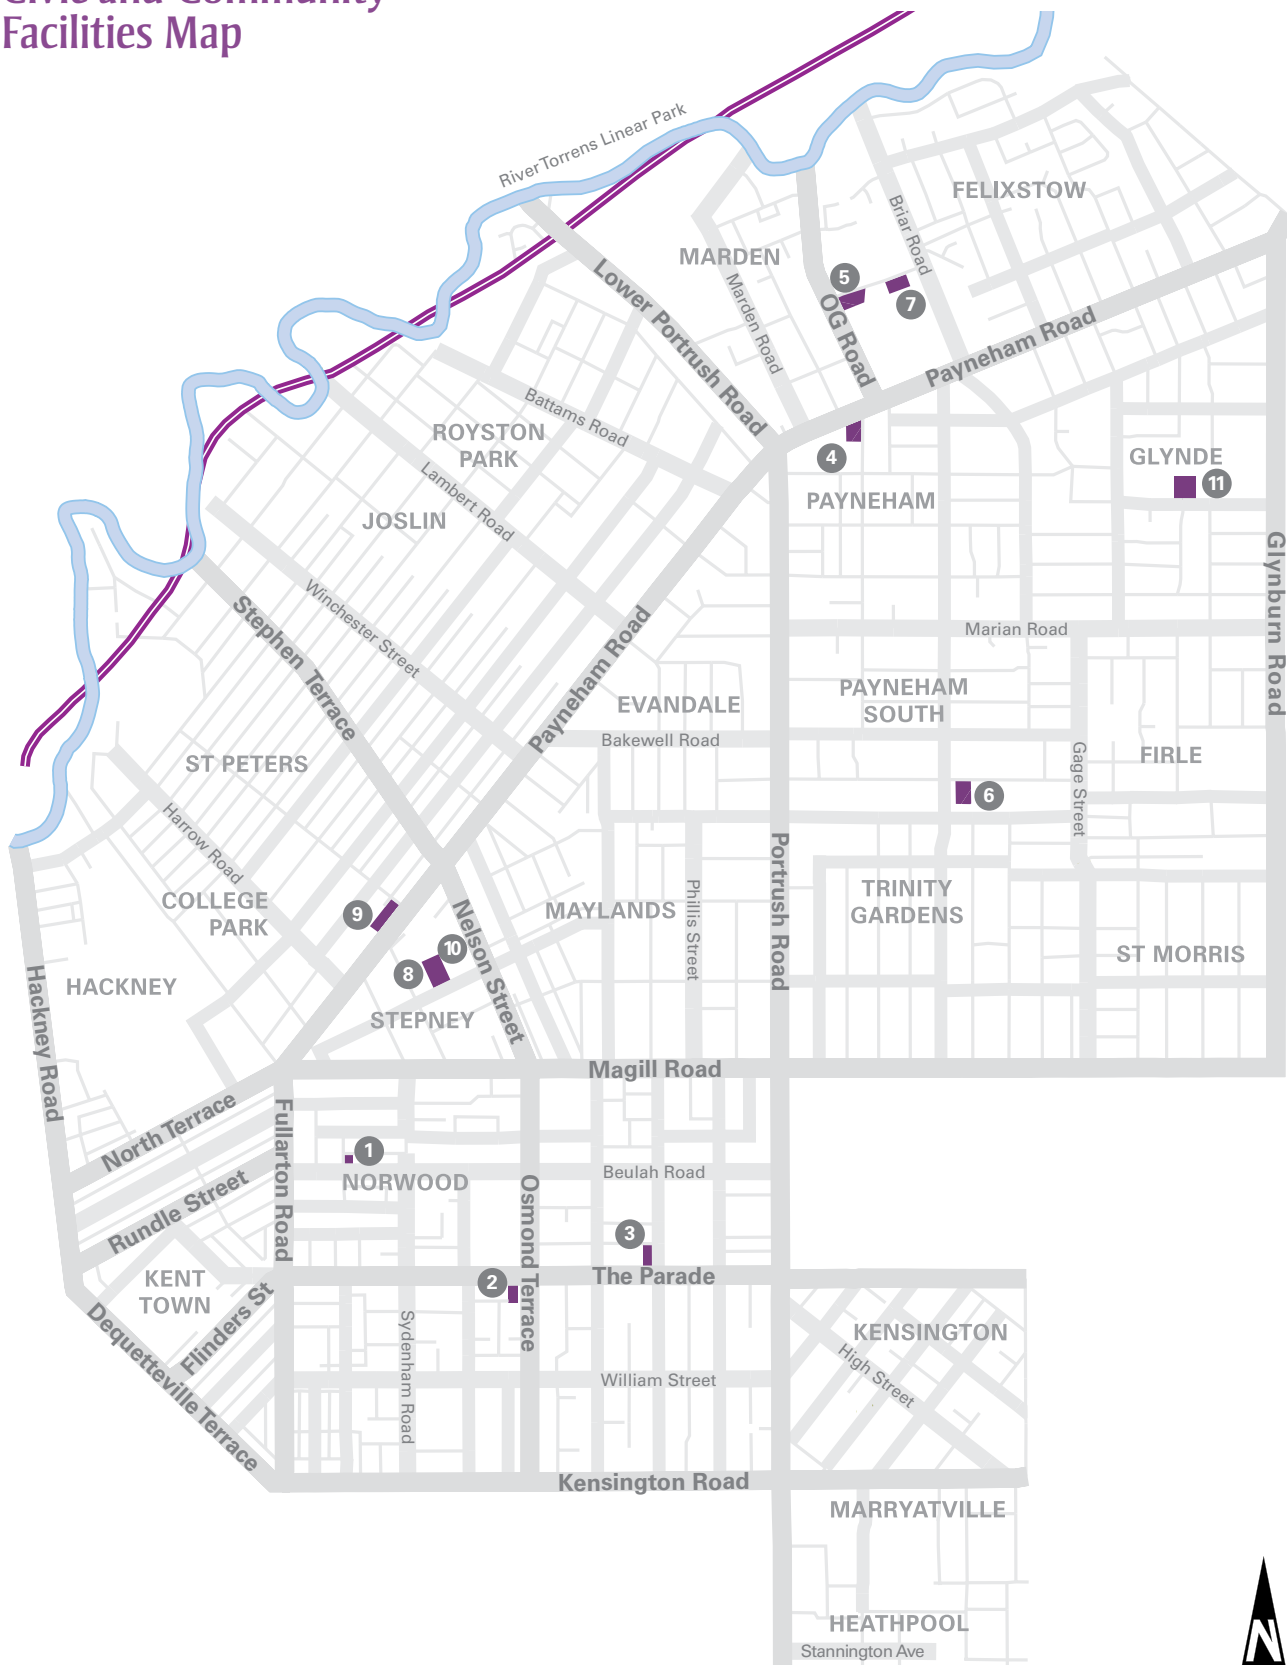 Civic and Community
Facilities Map
River Torrens Linear Park
FELIXSTOW
Briar Road
MARDEN
Lower Portrush Road
Marden Road
5
7
OG Road
Payneham Road
Battams Road
ROYSTON
PARK
4
GLYNDE
11
Lambert Road
PAYNEHAM
JOSLIN
Glynburn Road
Winchester Street
Stephen Terrace
Payneham Road
Marian Road
EVANDALE
PAYNEHAM
SOUTH
Bakewell Road
Gage Street
FIRLE
ST PETERS
6
Harrow Road
Portrush Road
COLLEGE
PARK
9
Nelson Street
MAYLANDS
Phillis Street
TRINITY
GARDENS
10
8
ST MORRIS
HACKNEY
Hackney Road
STEPNEY
Magill Road
North Terrace
Fullarton Road
1
NORWOOD
Beulah Road
Rundle Street
Osmond Terrace
3
KENT
TOWN
2
The Parade
Flinders St
Dequetteville Terrace
Sydenham Road
KENSINGTON
High Street
William Street
Kensington Road
MARRYATVILLE
HEATHPOOL
Stannington Ave
N